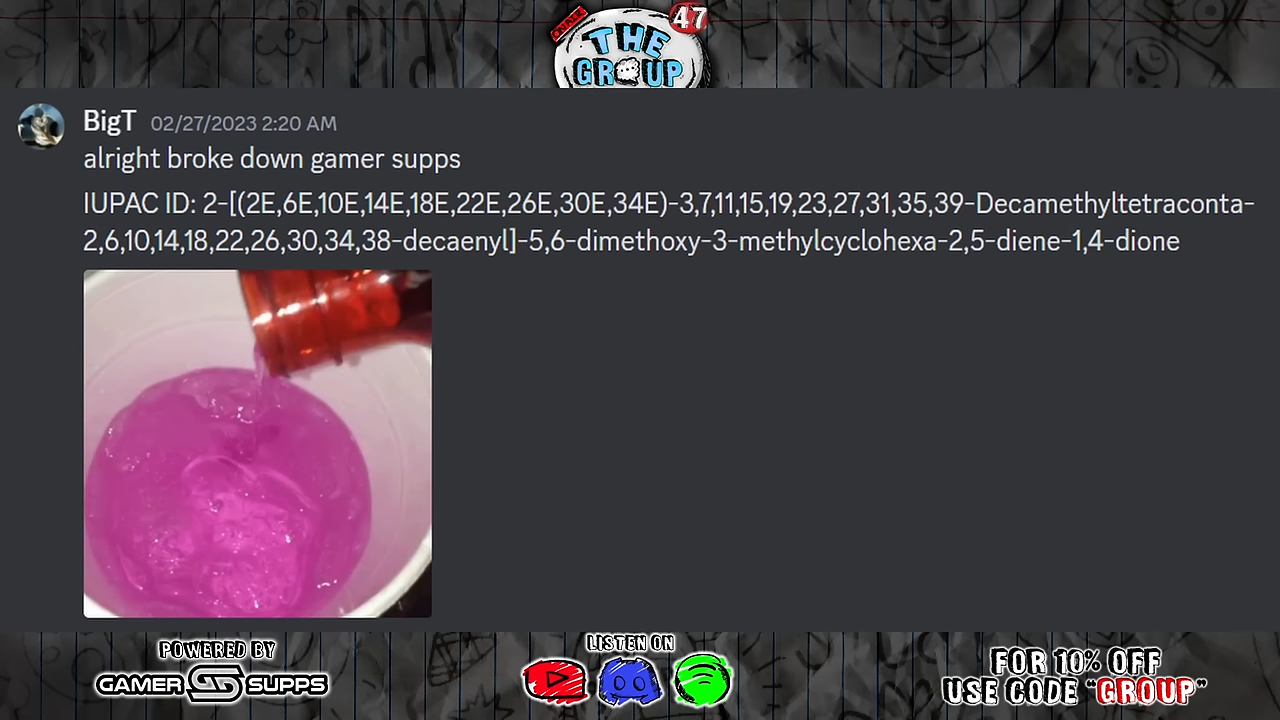 ON AIR
47
THE
GROUP
BigT 02/27/2023 2:20 AM
alright broke down gamer supps
IUPAC ID: 2-[(2E,6E,10E,14E,18E,22E,26E,30E,34E)-3,7,11,15,19,23,27,31,35,39-Decamethyltetraconta-
2,6,10,14,18,22,26,30,34,38-decaenyl]-5,6-dimethoxy-3-methylcyclohexa-2,5-diene-1,4-dione
POWERED BY
GAMER SUPPS
LISTEN ON
FOR 10% OFF
USE CODE "GROUP"